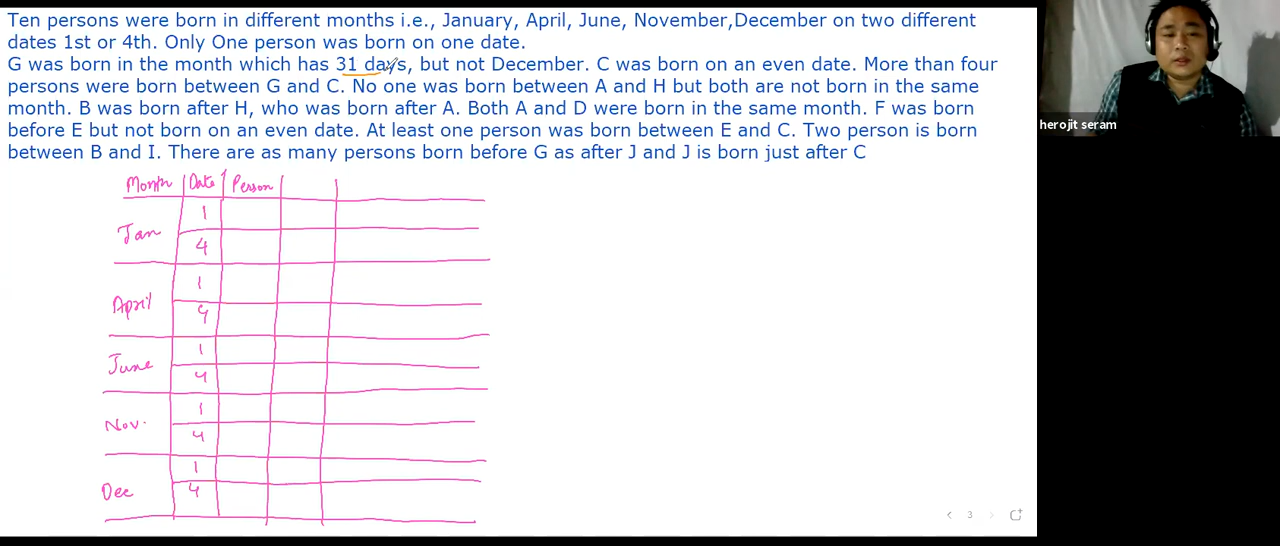 Ten persons were born in different months i.e., January, April, June, November,December on two different
dates 1st or 4th. Only One person was born on one date.
G was born in the month which has 31 days, but not December. C was born on an even date. More than four
persons were born between G and C. No one was born between A and H but both are not born in the same
month. B was born after H, who was born after A. Both A and D were born in the same month. F was born
before E but not born on an even date. At least one person was born between E and C. Two person is born
between B and I. There are as many persons born before G as after J and J is born just after C
herojit seram
Month Date Person
Jan 1
4
April 1
4
June 1
4
Nov. 1
4
Dec 1
4
3